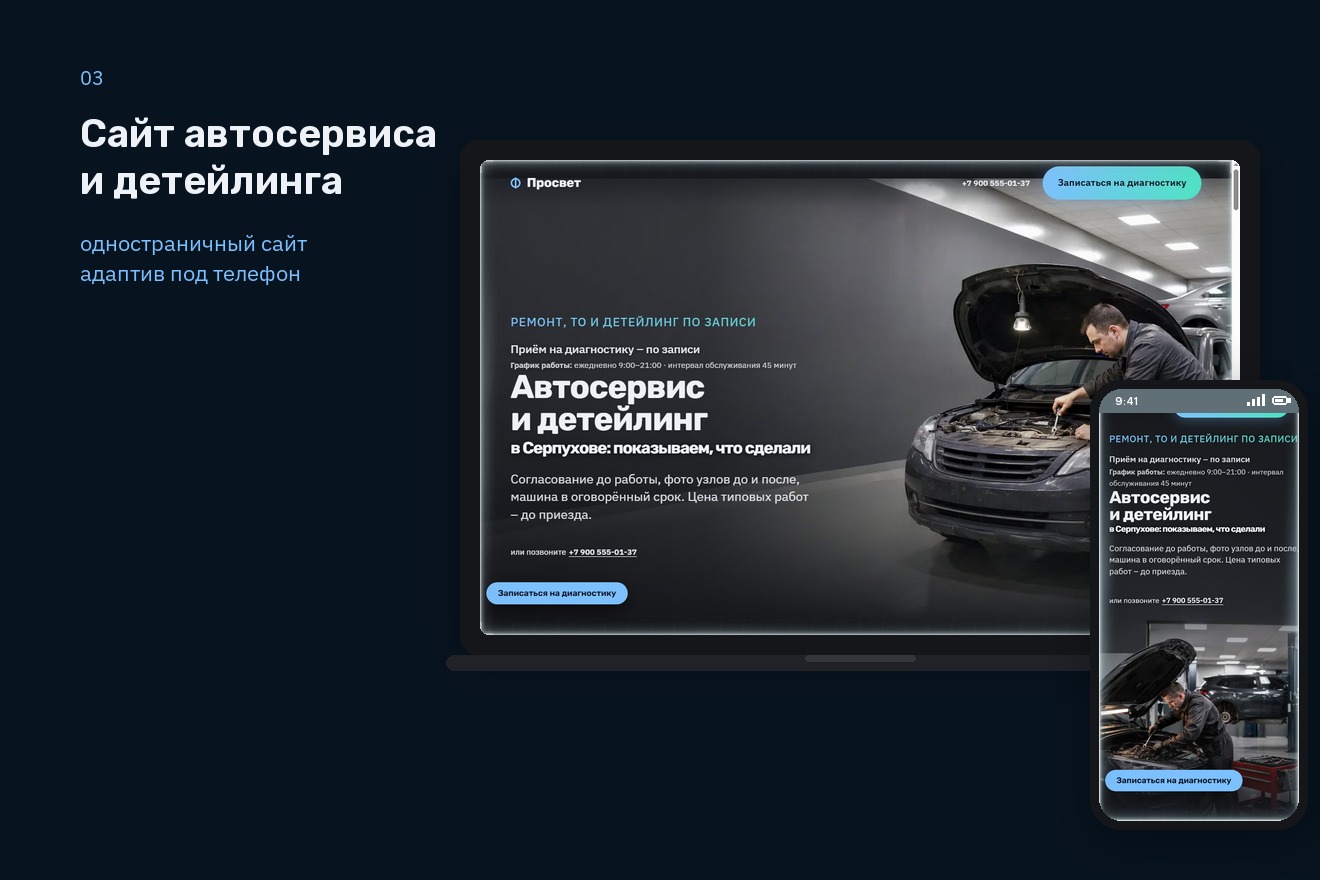 03
Сайт автосервиса
и детейлинга
одностраничный сайт
адаптив под телефон
Просвет
+7 900 555-01-37
Записаться на диагностику
РЕМОНТ, ТО И ДЕТЕЙЛИНГ ПО ЗАПИСИ
Приём на диагностику – по записи
График работы: ежедневно 9:00–21:00 · интервал обслуживания 45 минут
Автосервис
и детейлинг
в Серпухове: показываем, что сделали
Согласование до работы, фото узлов до и после,
машина в оговорённый срок. Цена типовых работ
– до приезда.
или позвоните +7 900 555-01-37
Записаться на диагностику
9:41
РЕМОНТ, ТО И ДЕТЕЙЛИНГ ПО ЗАПИСИ
Приём на диагностику – по записи
График работы: ежедневно 9:00–21:00 · интервал
обслуживания 45 минут
Автосервис
и детейлинг
в Серпухове: показываем, что сделали
Согласование до работы, фото узлов до и после,
машина в оговорённый срок. Цена типовых
работ – до приезда.
или позвоните +7 900 555-01-37
Записаться на диагностику